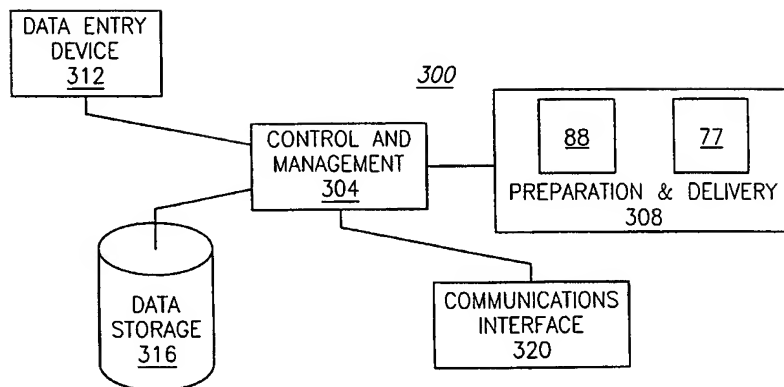 DATA ENTRY
DEVICE
312
300
CONTROL AND
MANAGEMENT
304
88
77
PREPARATION & DELIVERY
308
DATA
STORAGE
316
COMMUNICATIONS
INTERFACE
320